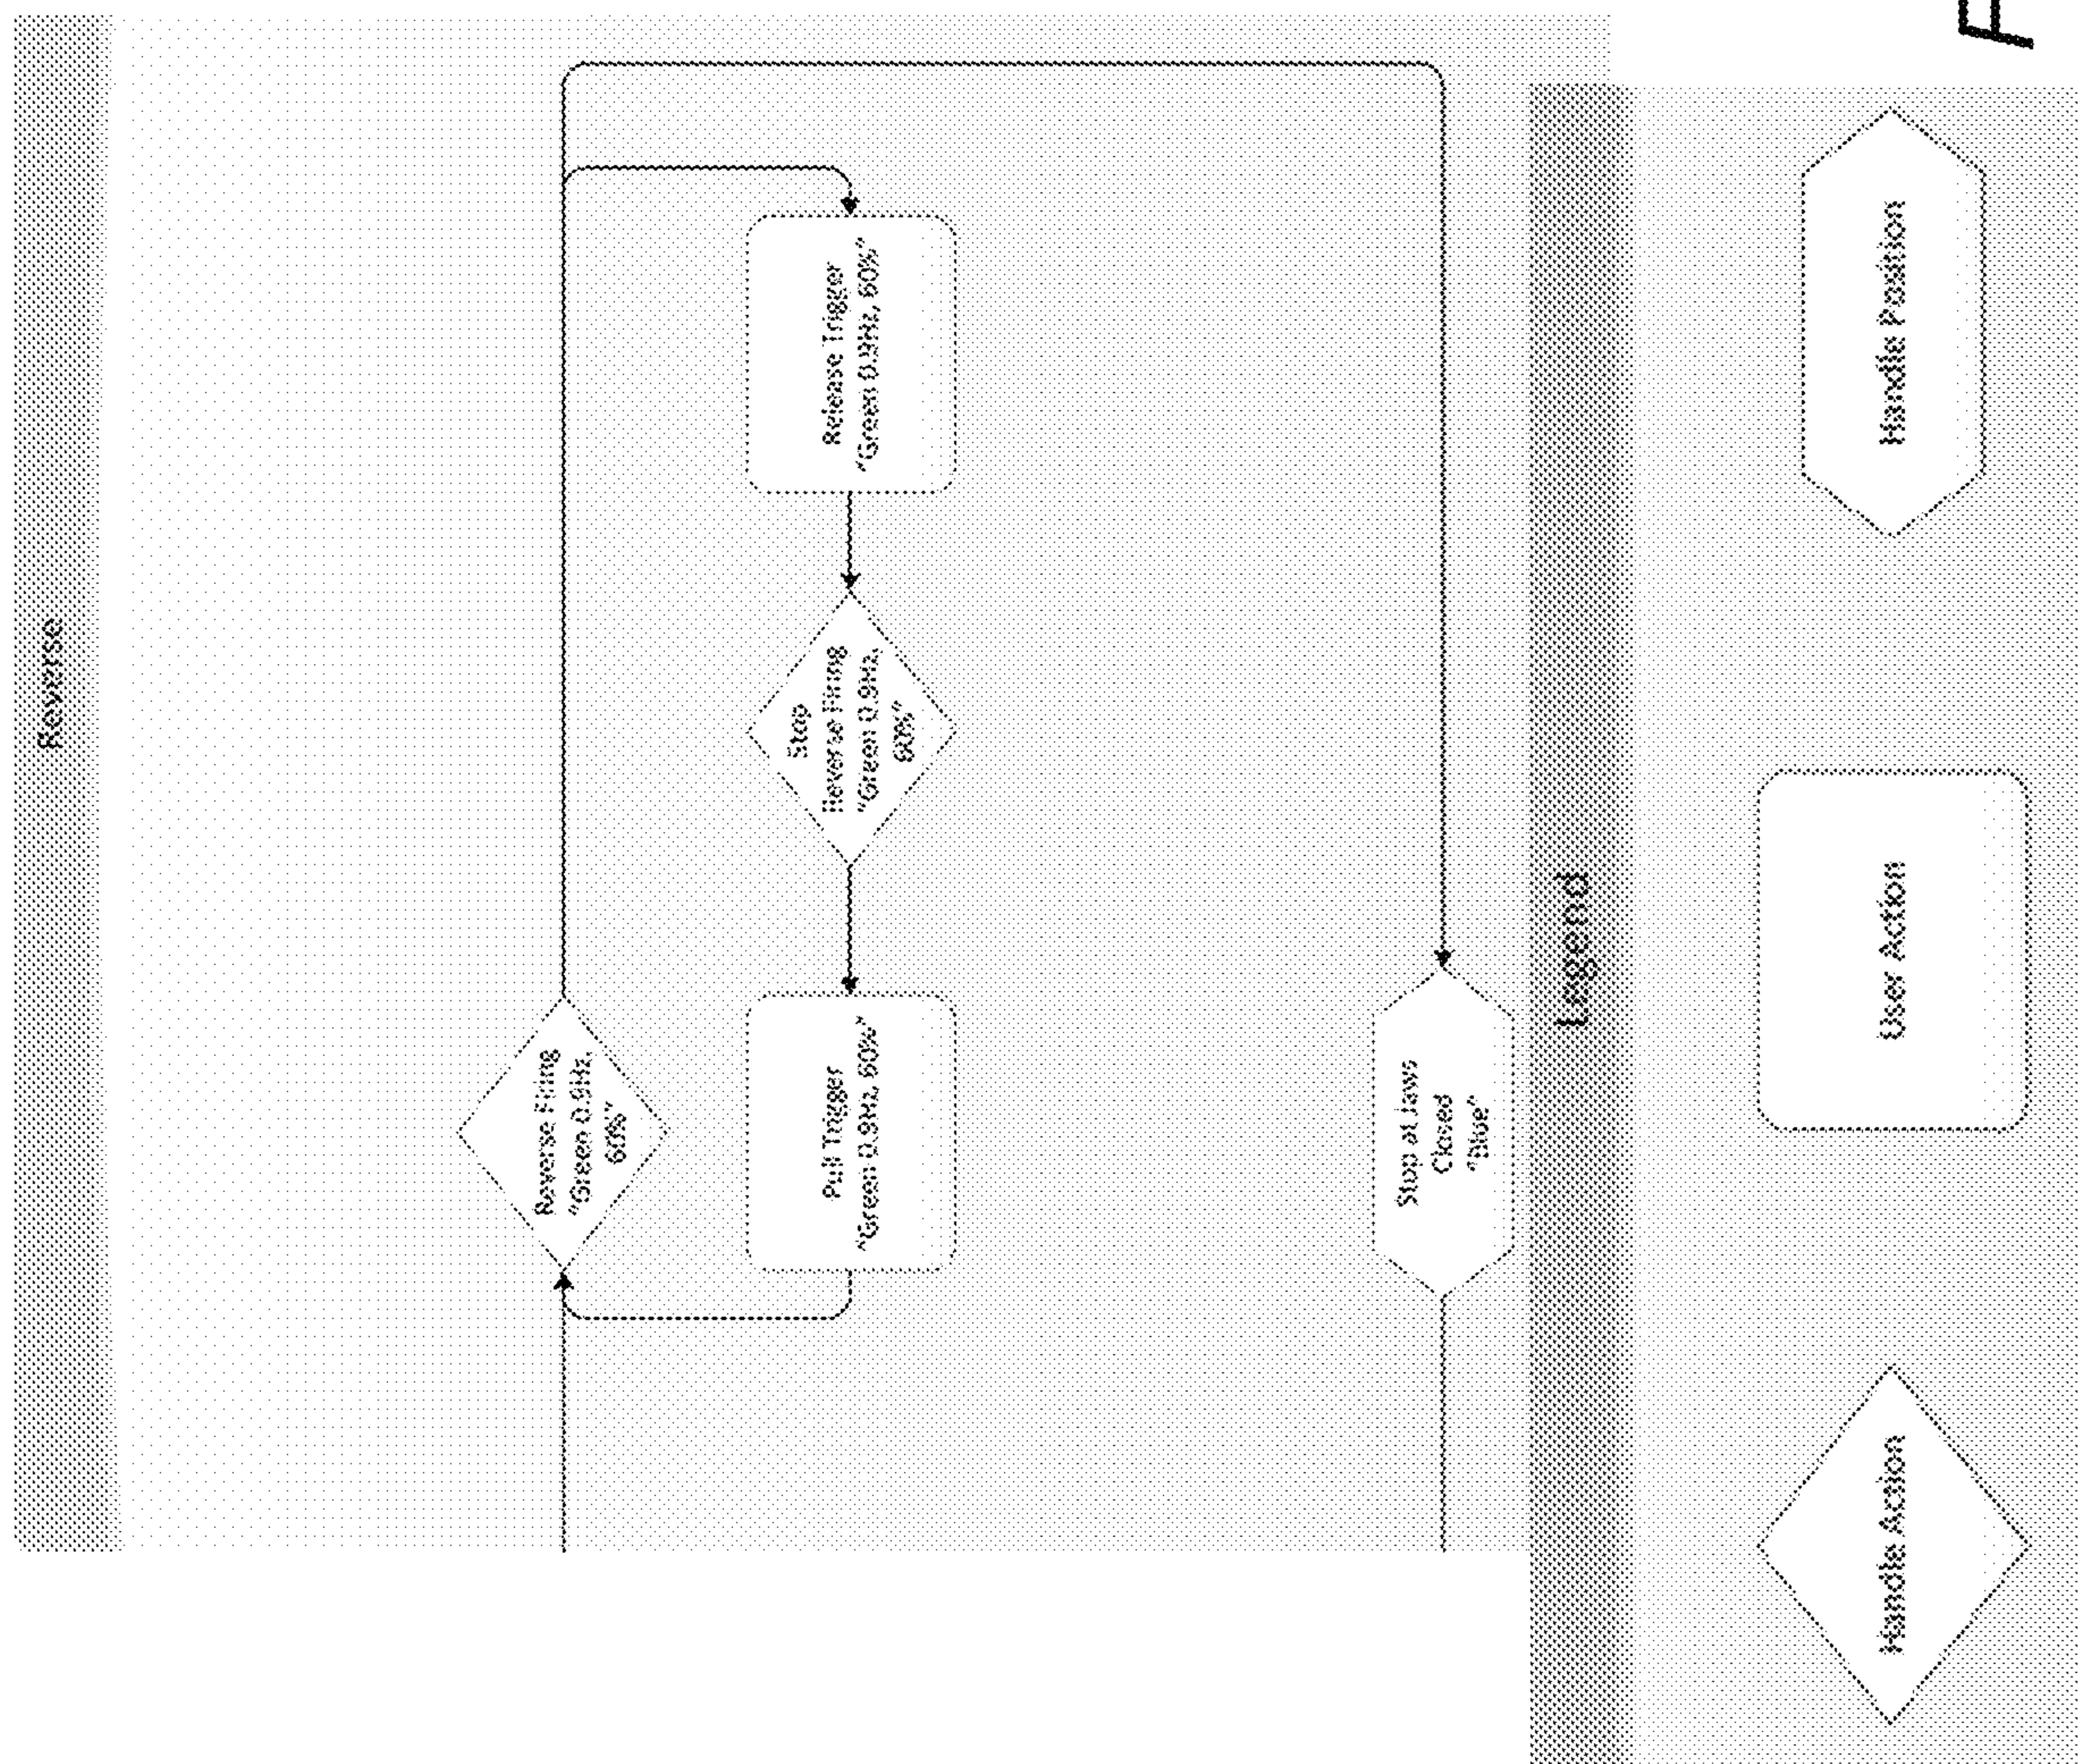 Reverse
Reverse Firing
"Green 0.9Hz,
60%"
Pull Trigger
"Green 0.9Hz, 60%"
Stop
Reverse Firing
"Green 0.9Hz,
60%"
Release Trigger
"Green 0.9Hz, 60%"
Stop at Jaws
Closed
"Blue"
Legend
Handle Action
User Action
Handle Position